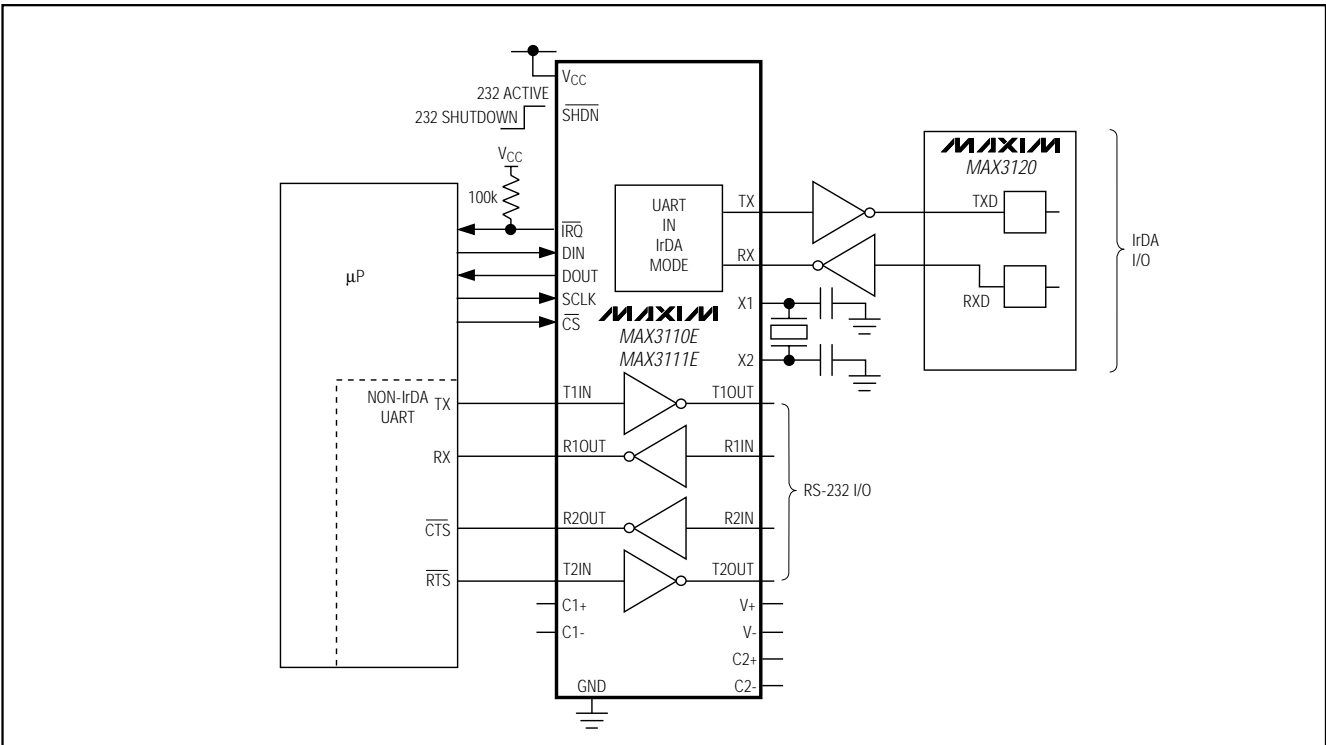 VCC
232 ACTIVE
232 SHUTDOWN
SHDN
VCC
100k
µP
IRQ
DIN
DOUT
SCLK
CS
UART
IN
IrDA
MODE
TX
RX
X1
X2
MAXIM
MAX3110E
MAX3111E
MAXIM
MAX3120
TXD
RXD
IrDA
I/O
NON-IrDA
UART
TX
RX
CTS
RTS
T1IN
R1OUT
R2OUT
T2IN
T1OUT
R1IN
R2IN
T2OUT
RS-232 I/O
C1+
C1-
V+
V-
C2+
C2-
GND